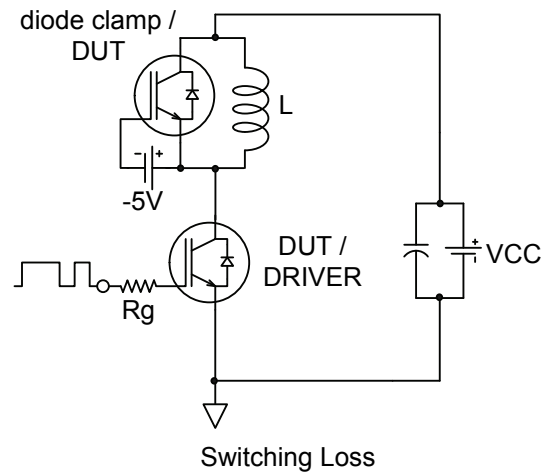 diode clamp /
DUT
L
- +
-5V
DUT /
DRIVER
Rg
+
VCC
Switching Loss